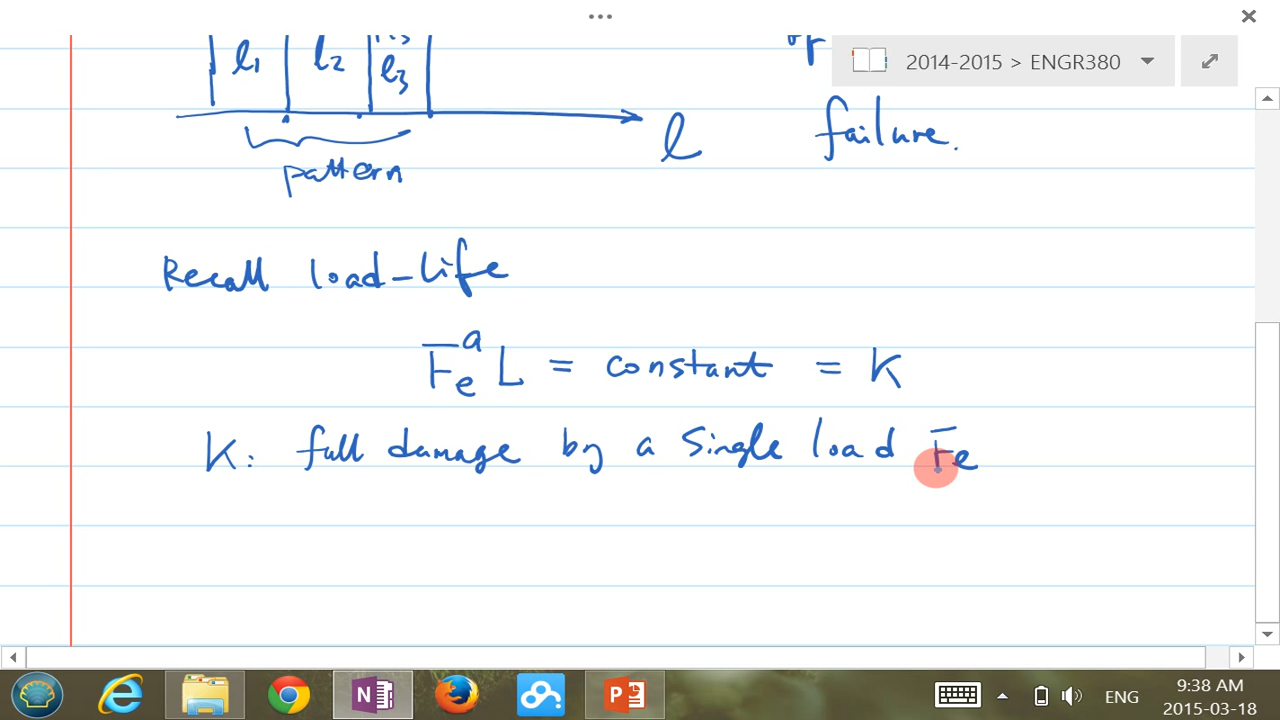 2014-2015 > ENGR380
l1 l2 l3
l
failure.
pattern
Recall load-life
Fe^a L = constant = K
K: full damage by a single load Fe
ENG
9:38 AM
2015-03-18